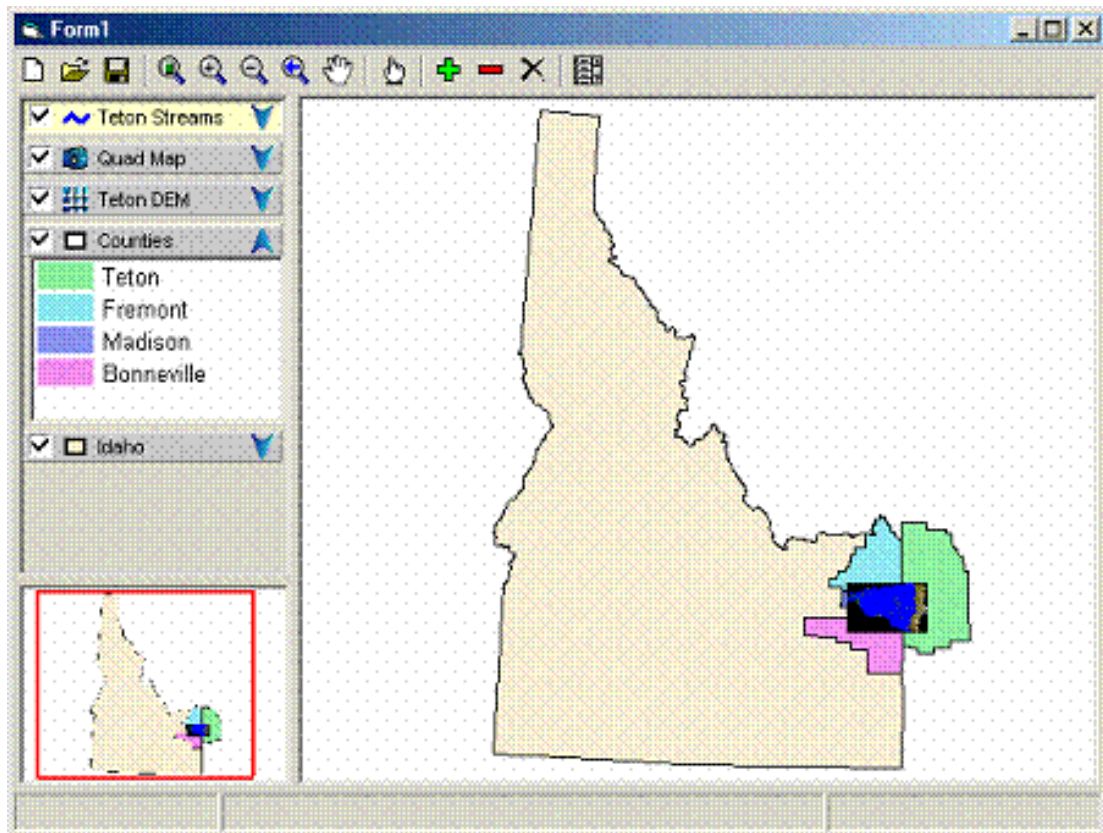 Form1
Teton Streams
Quad Map
Teton DEM
Counties
Teton
Fremont
Madison
Bonneville
Idaho